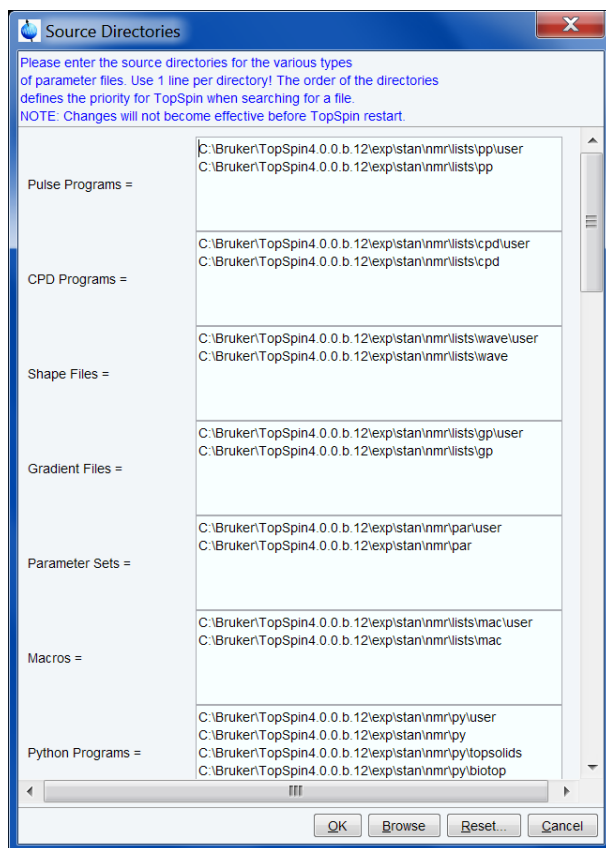 Source Directories
Please enter the source directories for the various types
of parameter files. Use 1 line per directory! The order of the directories
defines the priority for TopSpin when searching for a file.
NOTE: Changes will not become effective before TopSpin restart.
Pulse Programs =
C:\Bruker\TopSpin4.0.0.b.12\exp\stan\nmr\lists\pp\user
C:\Bruker\TopSpin4.0.0.b.12\exp\stan\nmr\lists\pp
CPD Programs =
C:\Bruker\TopSpin4.0.0.b.12\exp\stan\nmr\lists\cpd\user
C:\Bruker\TopSpin4.0.0.b.12\exp\stan\nmr\lists\cpd
Shape Files =
C:\Bruker\TopSpin4.0.0.b.12\exp\stan\nmr\lists\wave\user
C:\Bruker\TopSpin4.0.0.b.12\exp\stan\nmr\lists\wave
Gradient Files =
C:\Bruker\TopSpin4.0.0.b.12\exp\stan\nmr\lists\gp\user
C:\Bruker\TopSpin4.0.0.b.12\exp\stan\nmr\lists\gp
Parameter Sets =
C:\Bruker\TopSpin4.0.0.b.12\exp\stan\nmr\par\user
C:\Bruker\TopSpin4.0.0.b.12\exp\stan\nmr\par
Macros =
C:\Bruker\TopSpin4.0.0.b.12\exp\stan\nmr\lists\mac\user
C:\Bruker\TopSpin4.0.0.b.12\exp\stan\nmr\lists\mac
Python Programs =
C:\Bruker\TopSpin4.0.0.b.12\exp\stan\nmr\py\user
C:\Bruker\TopSpin4.0.0.b.12\exp\stan\nmr\py
C:\Bruker\TopSpin4.0.0.b.12\exp\stan\nmr\py\topsolids
C:\Bruker\TopSpin4.0.0.b.12\exp\stan\nmr\py\biotop
OK Browse Reset... Cancel